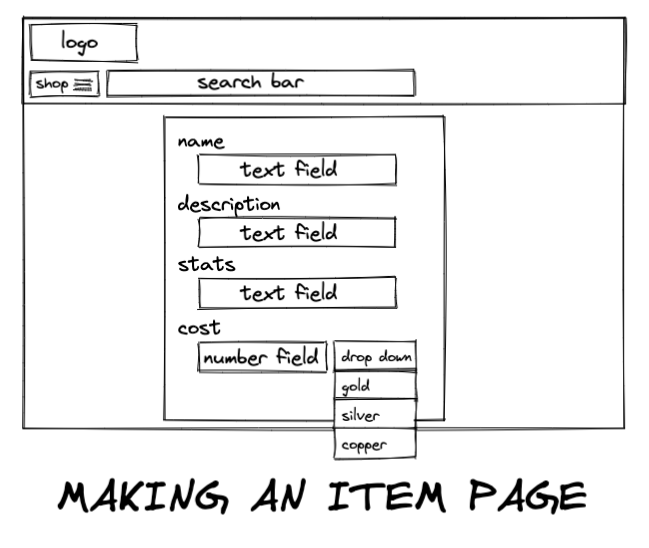 logo
shop
search bar
name
text field
description
text field
stats
text field
cost
number field
drop down
gold
silver
copper
MAKING AN ITEM PAGE